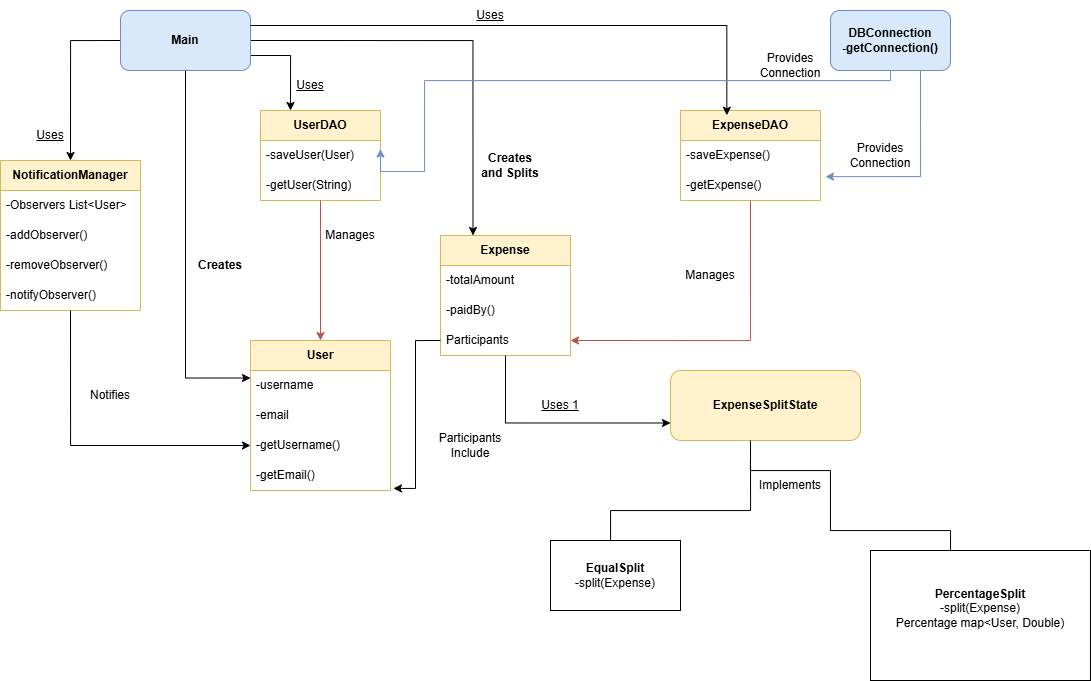 Uses
Main
DBConnection
-getConnection()
Provides
Connection
Uses
Uses
UserDAO
-saveUser(User)
-getUser(String)
ExpenseDAO
-saveExpense()
-getExpense()
Provides
Connection
Creates
and Splits
NotificationManager
-Observers List<User>
-addObserver()
-removeObserver()
-notifyObserver()
Manages
Creates
Expense
-totalAmount
-paidBy()
Participants
Manages
User
-username
-email
-getUsername()
-getEmail()
Notifies
Uses 1
ExpenseSplitState
Participants
Include
Implements
EqualSplit
-split(Expense)
PercentageSplit
-split(Expense)
Percentage map<User, Double)